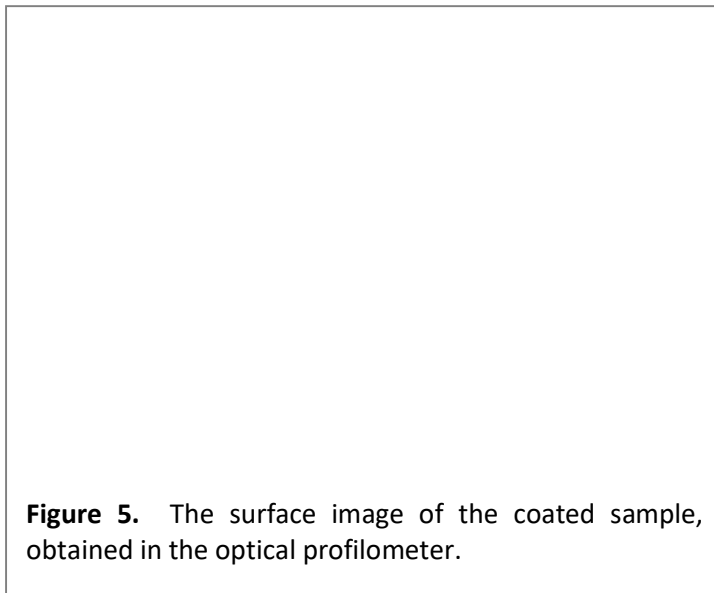 Figure 5. The surface image of the coated sample,
obtained in the optical profilometer.